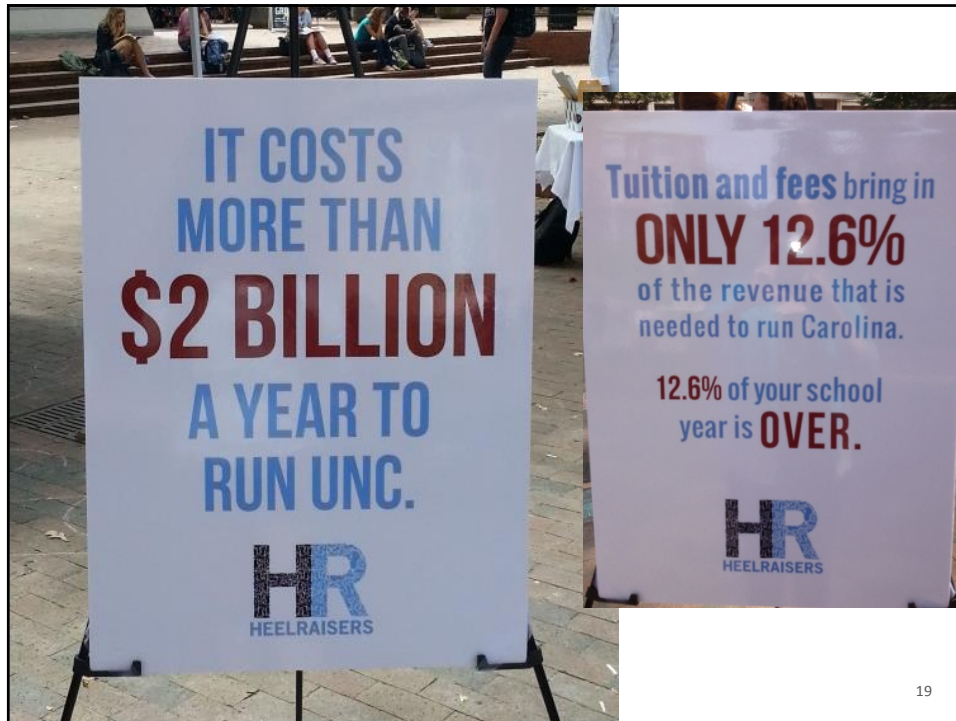 IT COSTS
MORE THAN
$2 BILLION
A YEAR TO
RUN UNC.
HR
HEELRAISERS
Tuition and fees bring in
ONLY 12.6%
of the revenue that is
needed to run Carolina.
12.6% of your school
year is OVER.
HR
HEELRAISERS
19